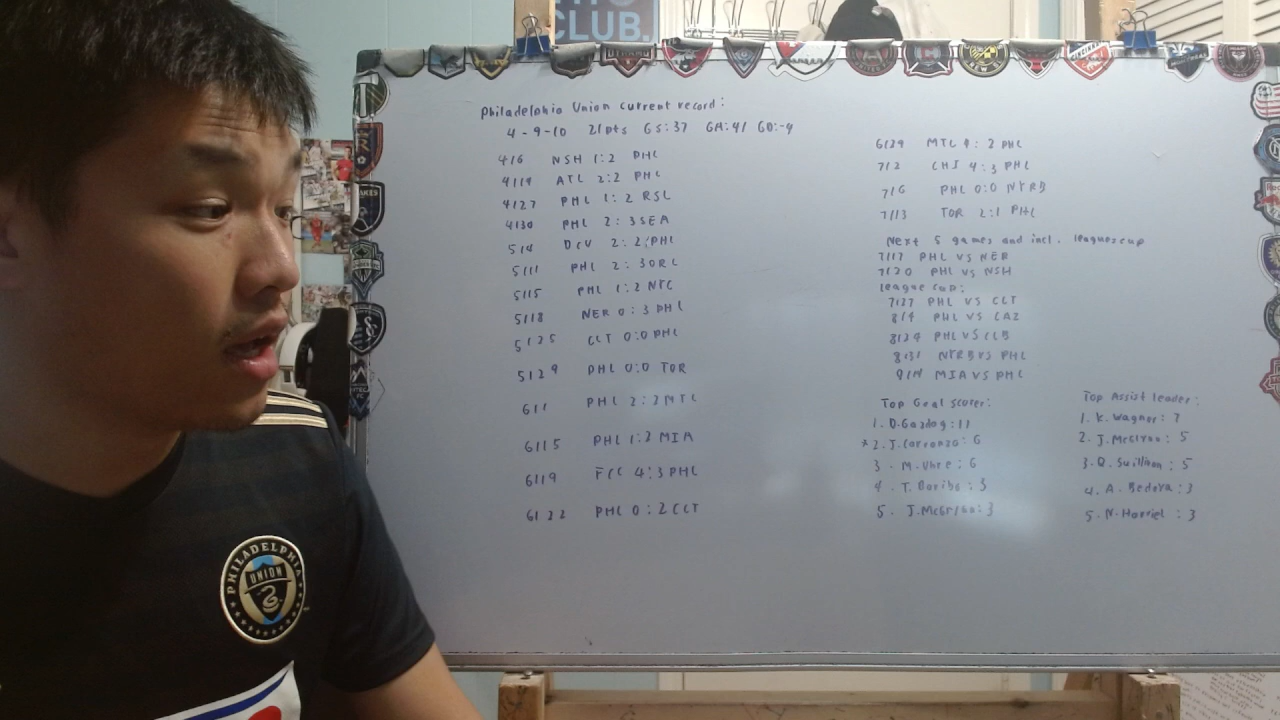 CLUB.
Philadelphia Union current record:
4-9-10 21pts GS:37 GA:41 GD:-4
4/6 NSH 1:2 PHL
4/14 ATL 2:2 PHL
4/27 PHL 1:2 RSL
4/30 PHL 2:3 SEA
5/4 DCU 2:2 PHL
5/11 PHL 2:3 ORL
5/15 PHL 1:2 NYC
5/18 NER 0:3 PHL
5/25 CLT 0:0 PHL
5/29 PHL 0:0 TOR
6/1 PHL 2:2 MTL
6/15 PHL 1:2 MIA
6/19 FCC 4:3 PHL
6/22 PHL 0:2 CLT
6/29 MTL 4:2 PHL
7/2 CHI 4:3 PHL
7/6 PHL 0:0 NYRB
7/13 TOR 2:1 PHL
Next 5 games and incl. leaguescup
7/17 PHL VS NER
7/20 PHL VS NSH
league cup:
7/27 PHL VS CLT
8/4 PHL VS CAZ
8/24 PHL VS CLB
8/31 NYRB VS PHL
9/14 MIA VS PHL
Top Goal scorer:
1. D.Gazdag:11
*2. J.Carranza:6
3. M.Uhre:6
4. T.Baribo:3
5. J.McGlynn:3
Top Assist leader:
1. K.Wagner:7
2. J.McGlynn:5
3. Q.Sullivan:5
4. A.Bedoya:3
5. N.Harriel:3
PHILADELPHIA
UNION